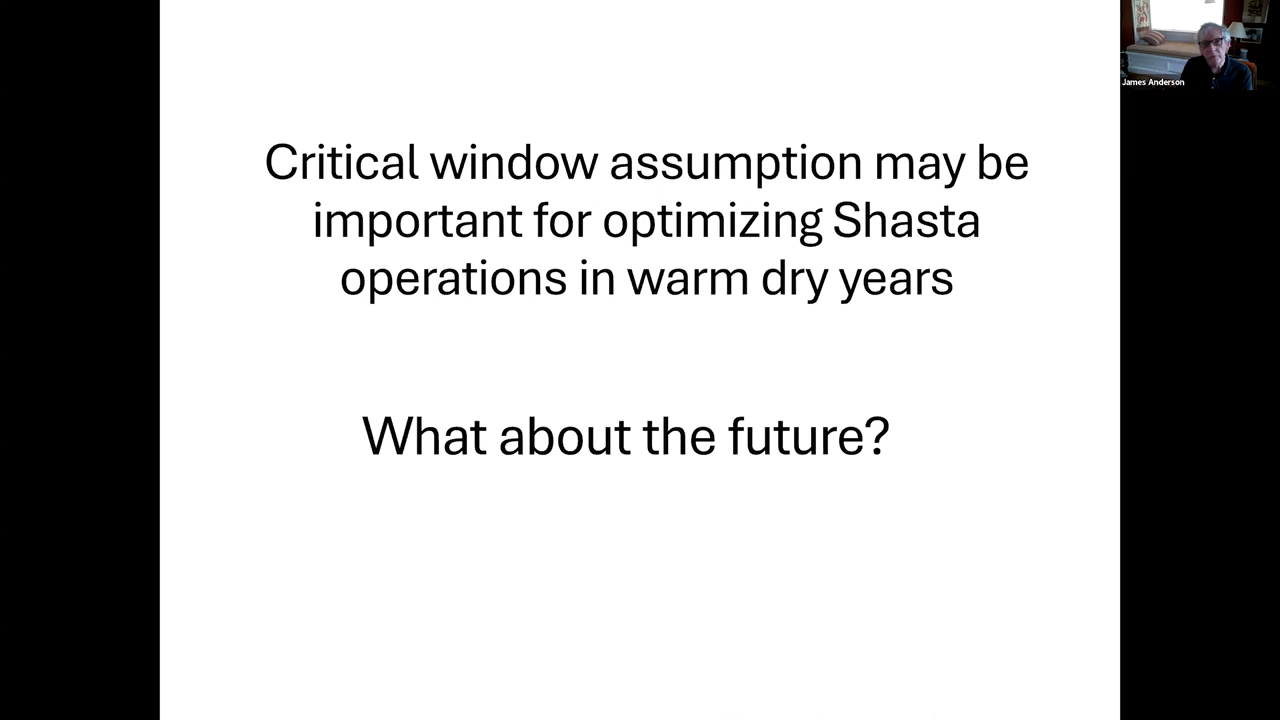 Critical window assumption may be
important for optimizing Shasta
operations in warm dry years
What about the future?
James Anderson